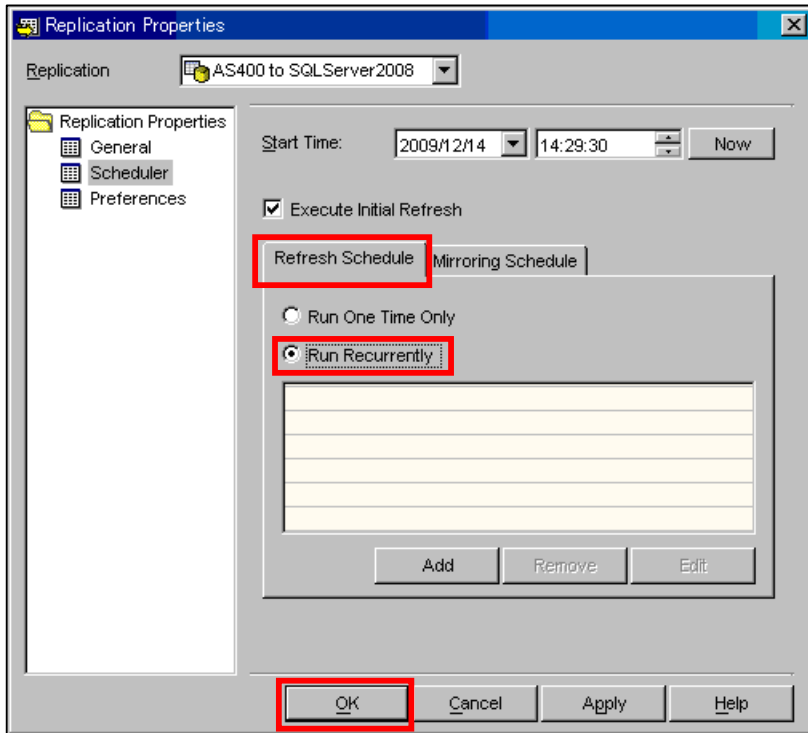 Replication Properties
Replication AS400 to SQLServer2008
Replication Properties
General
Scheduler
Preferences
Start Time: 2009/12/14 14:29:30 Now
Execute Initial Refresh
Refresh Schedule Mirroring Schedule
Run One Time Only
Run Recurrently
Add Remove Edit
OK Cancel Apply Help